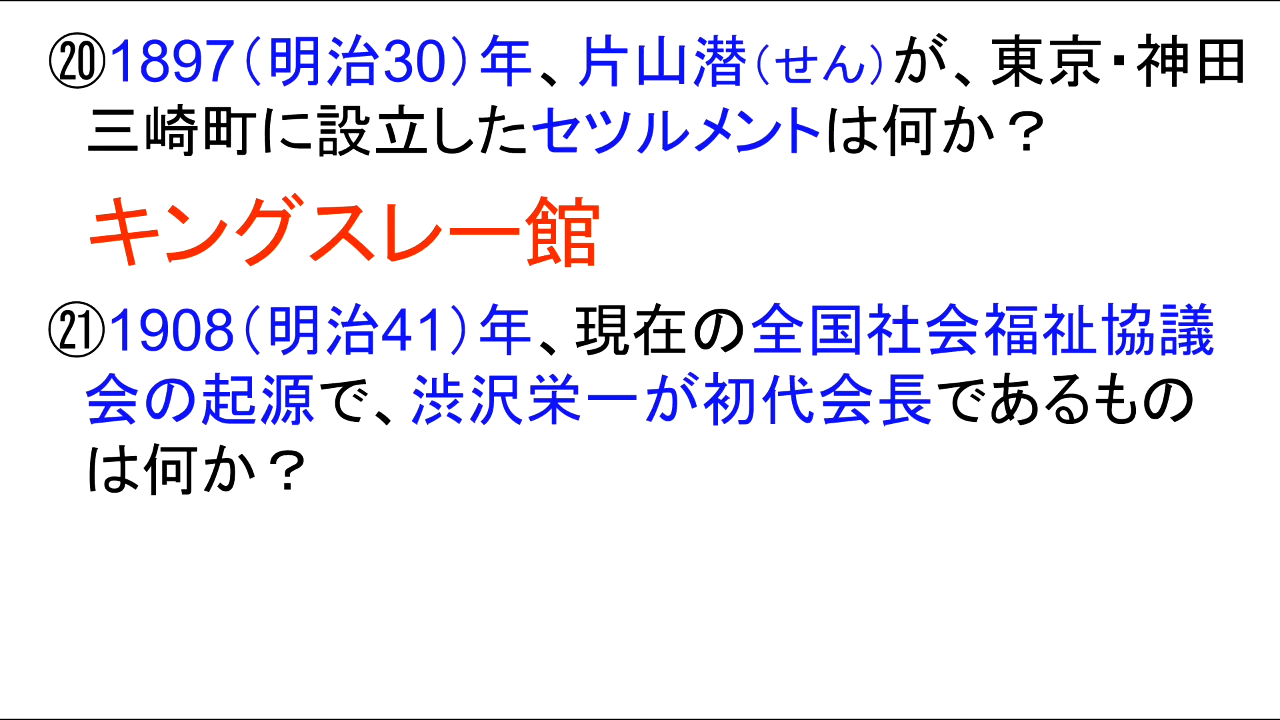 ⑳1897（明治30）年、片山潜（せん）が、東京・神田
三崎町に設立したセツルメントは何か？
キングスレー館
㉑1908（明治41）年、現在の全国社会福祉協議
会の起源で、渋沢栄一が初代会長であるもの
は何か？